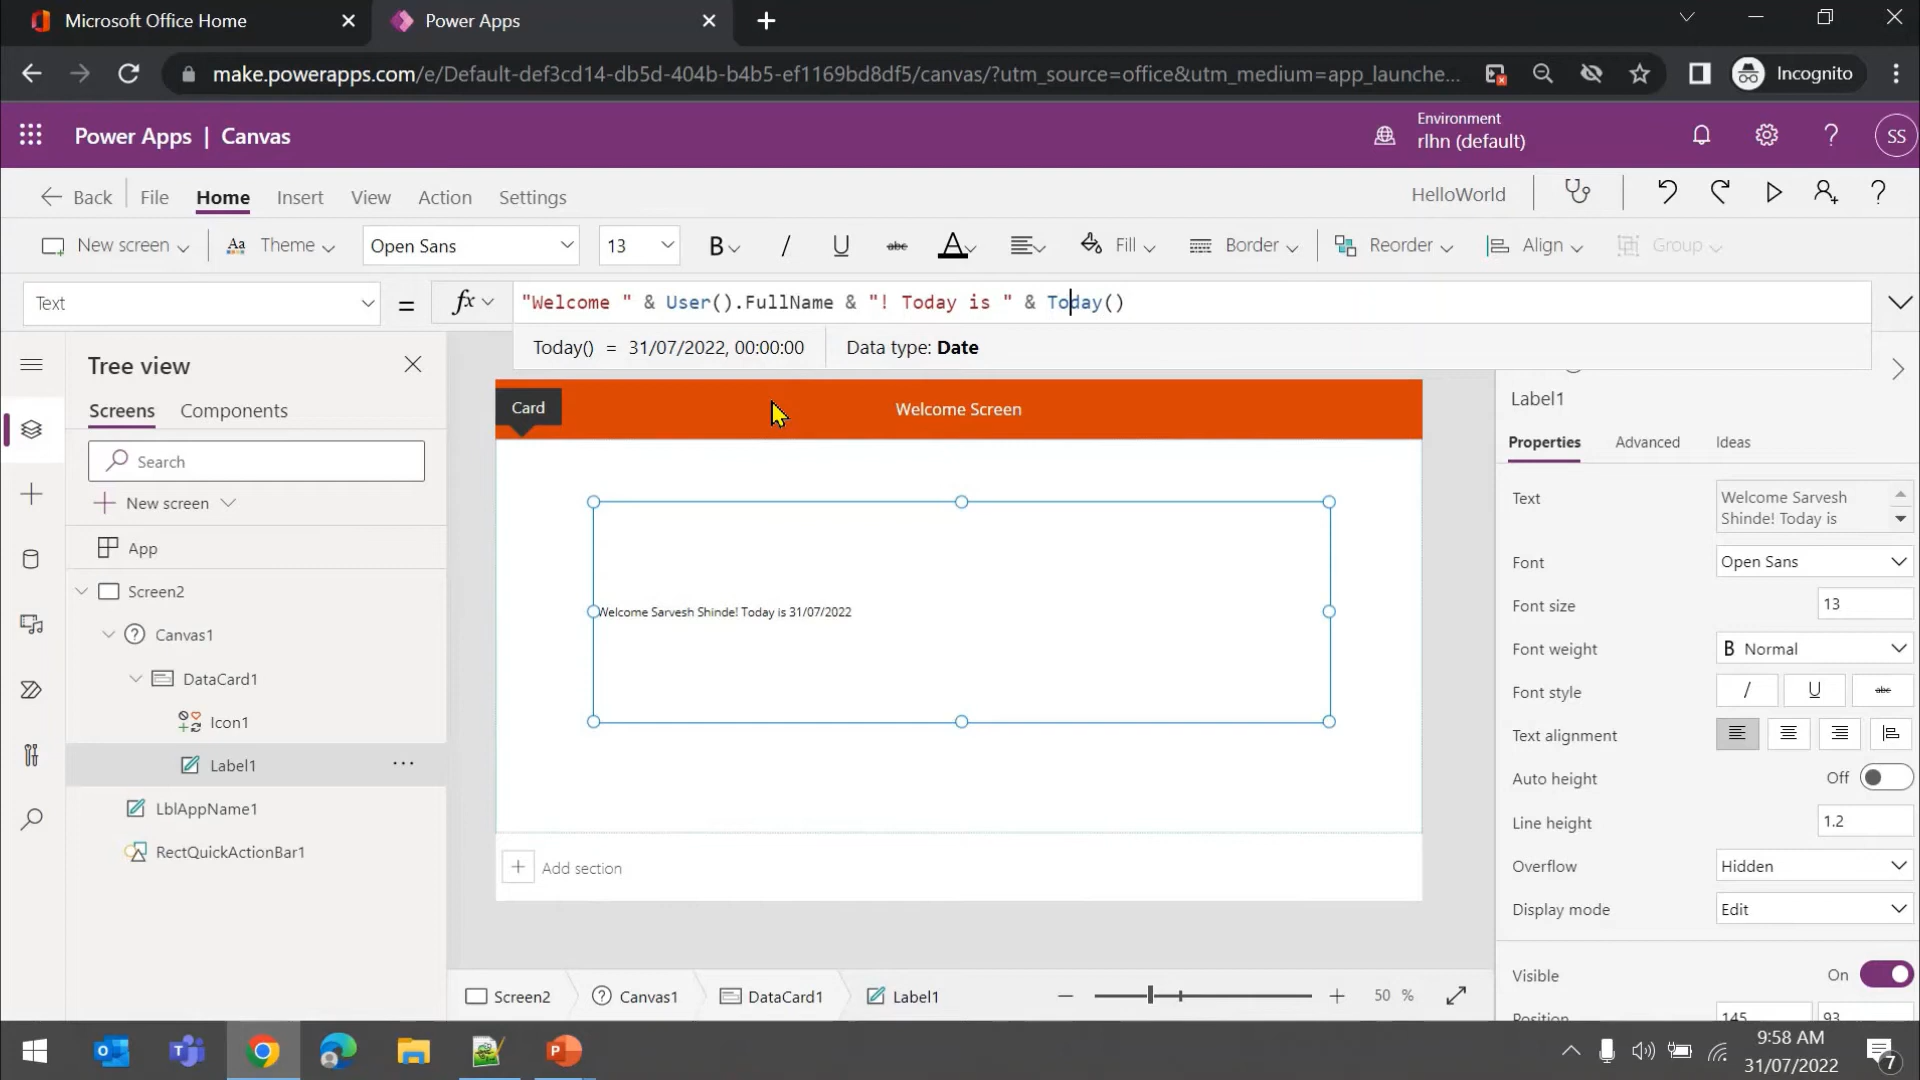 Microsoft Office Home
Power Apps
make.powerapps.com/e/Default-def3cd14-db5d-404b-b4b5-ef1169bd8df5/canvas/?utm_source=office&utm_medium=app_launche...
Incognito
Power Apps | Canvas
Environment
rlhn (default)
SS
Back
File
Home
Insert
View
Action
Settings
HelloWorld
New screen
Theme
Open Sans
13
B
Fill
Border
Reorder
Align
Group
Text
=
fx
"Welcome " & User().FullName & "! Today is " & Today()
Today() = 31/07/2022, 00:00:00
Data type: Date
Tree view
Screens
Components
Search
New screen
App
Screen2
Canvas1
DataCard1
Icon1
Label1
LblAppName1
RectQuickActionBar1
Card
Welcome Screen
Welcome Sarvesh Shinde! Today is 31/07/2022
Add section
Screen2
Canvas1
DataCard1
Label1
50 %
Label1
Properties
Advanced
Ideas
Text
Welcome Sarvesh
Shinde! Today is
Font
Open Sans
Font size
13
Font weight
B Normal
Font style
/ U abc
Text alignment
Auto height
Off
Line height
1.2
Overflow
Hidden
Display mode
Edit
Visible
On
Position
145
93
9:58 AM
31/07/2022
7